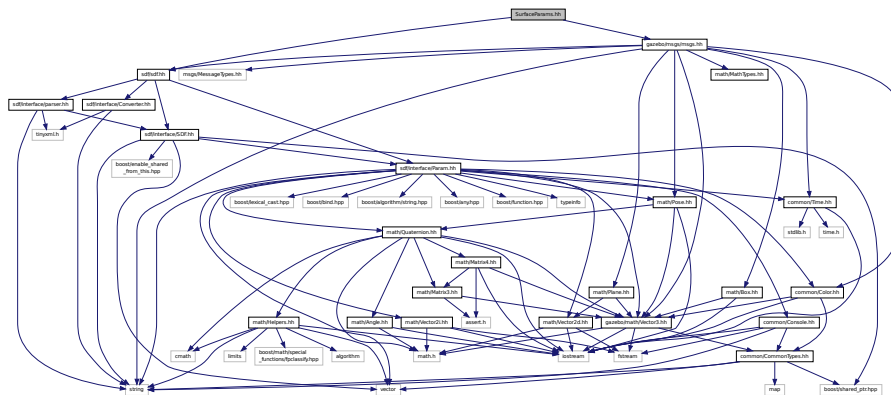 SurfaceParams.hh
gazebo/msgs/msgs.hh
sdf/sdf.hh
msgs/MessageTypes.hh
math/MathTypes.hh
sdf/interface/parser.hh
sdf/interface/Converter.hh
tinyxml.h
sdf/interface/SDF.hh
boost/enable_shared
_from_this.hpp
sdf/interface/Param.hh
boost/lexical_cast.hpp
boost/bind.hpp
boost/algorithm/string.hpp
boost/any.hpp
boost/function.hpp
typeinfo
math/Pose.hh
common/Time.hh
math/Quaternion.hh
stdlib.h
time.h
math/Matrix4.hh
math/Matrix3.hh
math/Plane.hh
math/Box.hh
common/Color.hh
math/Helpers.hh
math/Angle.hh
math/Vector2i.hh
assert.h
math/Vector2d.hh
gazebo/math/Vector3.hh
common/Console.hh
cmath
limits
boost/math/special
_functions/fpclassify.hpp
algorithm
math.h
iostream
fstream
common/CommonTypes.hh
string
vector
map
boost/shared_ptr.hpp